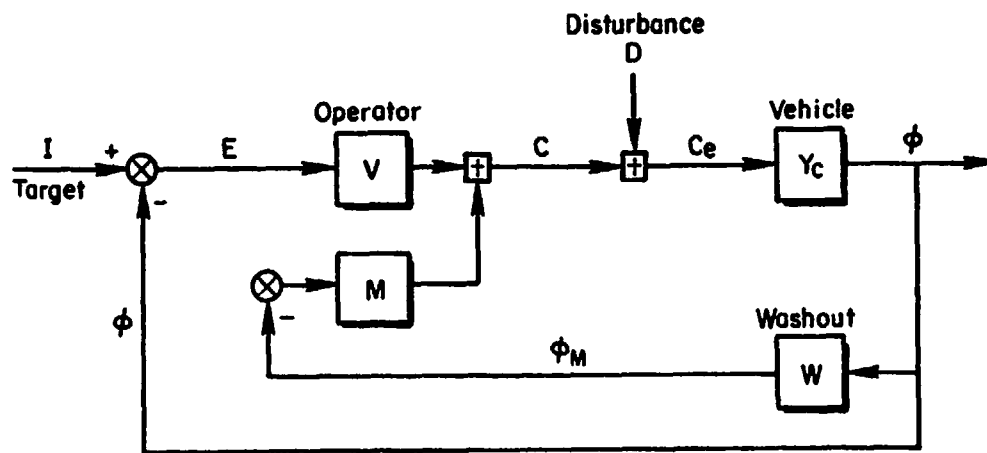 Disturbance
D
Operator
Vehicle
I
+
E
V
+
C
+
Ce
Yc
ϕ
Target
-
M
-
ϕ
Washout
ϕM
W